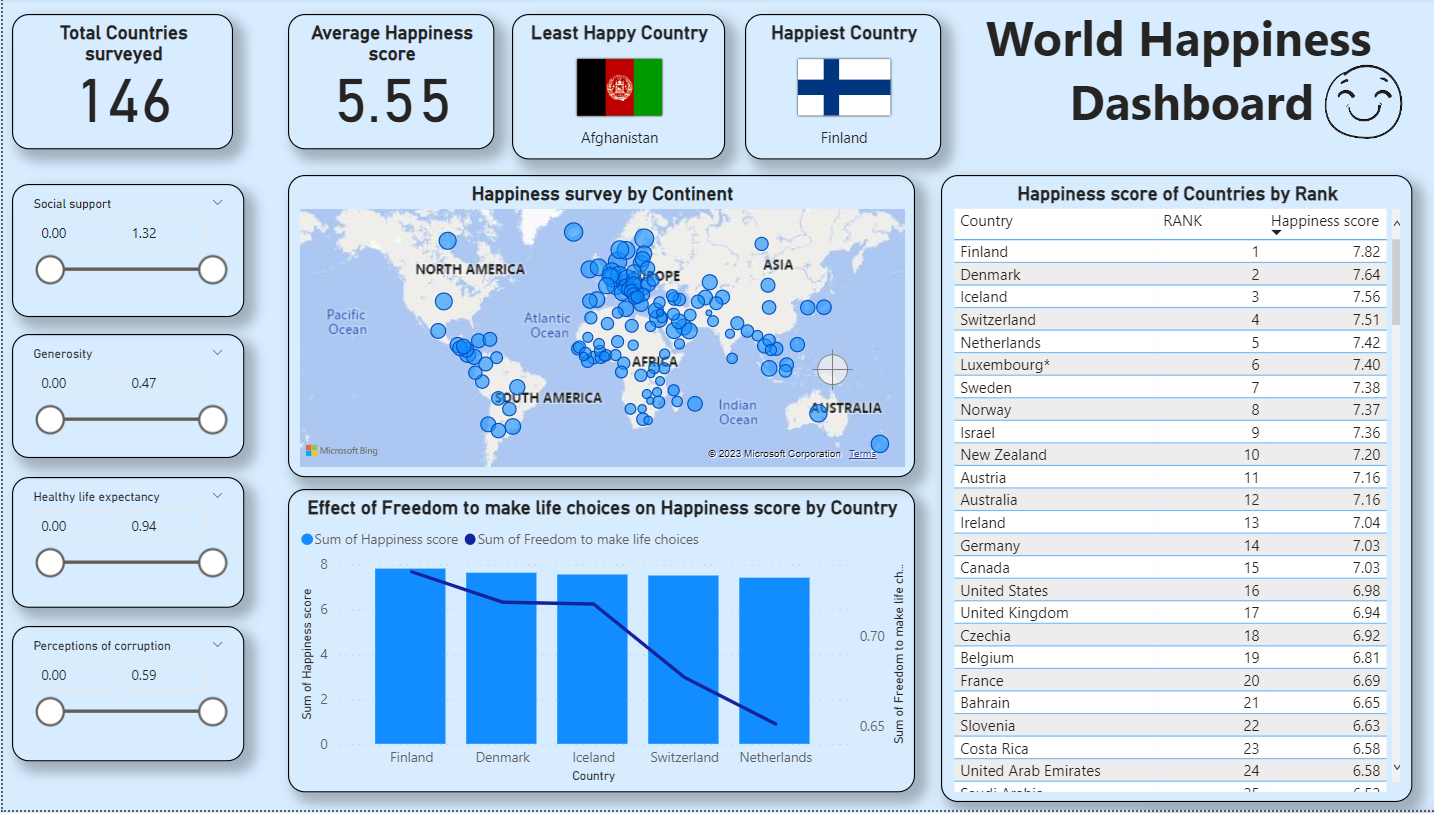 Total Countries
surveyed
146
Average Happiness
score
5.55
Least Happy Country
Afghanistan
Happiest Country
Finland
World Happiness
Dashboard
Social support
0.00 1.32
Generosity
0.00 0.47
Healthy life expectancy
0.00 0.94
Perceptions of corruption
0.00 0.59
Happiness survey by Continent
NORTH AMERICA
ASIA
Pacific
Ocean
Atlantic
Ocean
AFRICA
SOUTH AMERICA
Indian
Ocean
AUSTRALIA
Microsoft Bing
© 2023 Microsoft Corporation Terms
Effect of Freedom to make life choices on Happiness score by Country
Sum of Happiness score Sum of Freedom to make life choices
Sum of Happiness score
8
6
4
2
0
Finland Denmark Iceland Switzerland Netherlands
Country
0.70
0.65
Sum of Freedom to make life ch...
Happiness score of Countries by Rank
Country RANK Happiness score
Finland 1 7.82
Denmark 2 7.64
Iceland 3 7.56
Switzerland 4 7.51
Netherlands 5 7.42
Luxembourg* 6 7.40
Sweden 7 7.38
Norway 8 7.37
Israel 9 7.36
New Zealand 10 7.20
Austria 11 7.16
Australia 12 7.16
Ireland 13 7.04
Germany 14 7.03
Canada 15 7.03
United States 16 6.98
United Kingdom 17 6.94
Czechia 18 6.92
Belgium 19 6.81
France 20 6.69
Bahrain 21 6.65
Slovenia 22 6.63
Costa Rica 23 6.58
United Arab Emirates 24 6.58